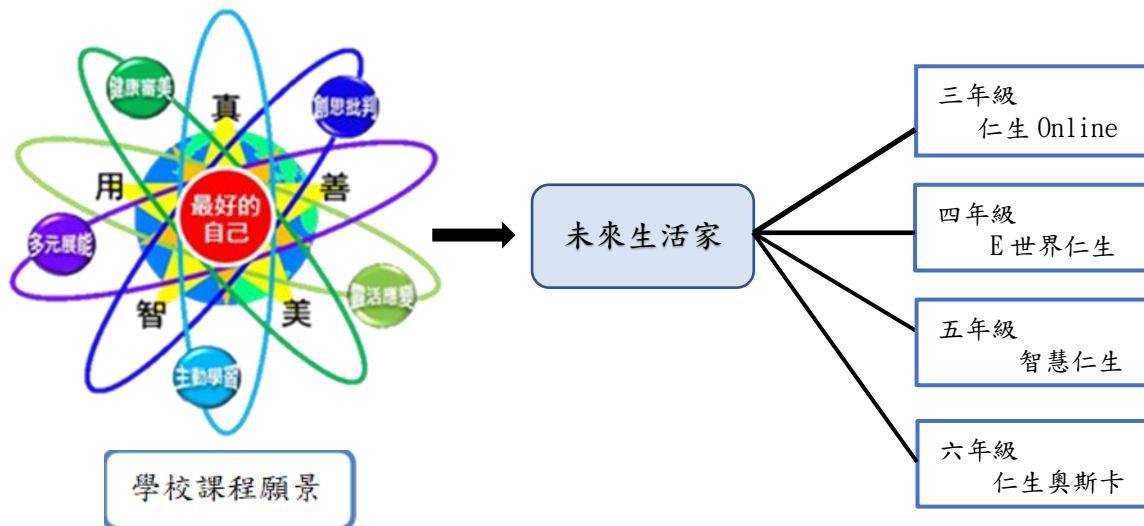 健康審美
真
創思批判
用
最好的
自己
善
多元展能
靈活應變
智
美
主動學習
學校課程願景
未來生活家
三年級
仁生 Online
四年級
E 世界仁生
五年級
智慧仁生
六年級
仁生奧斯卡